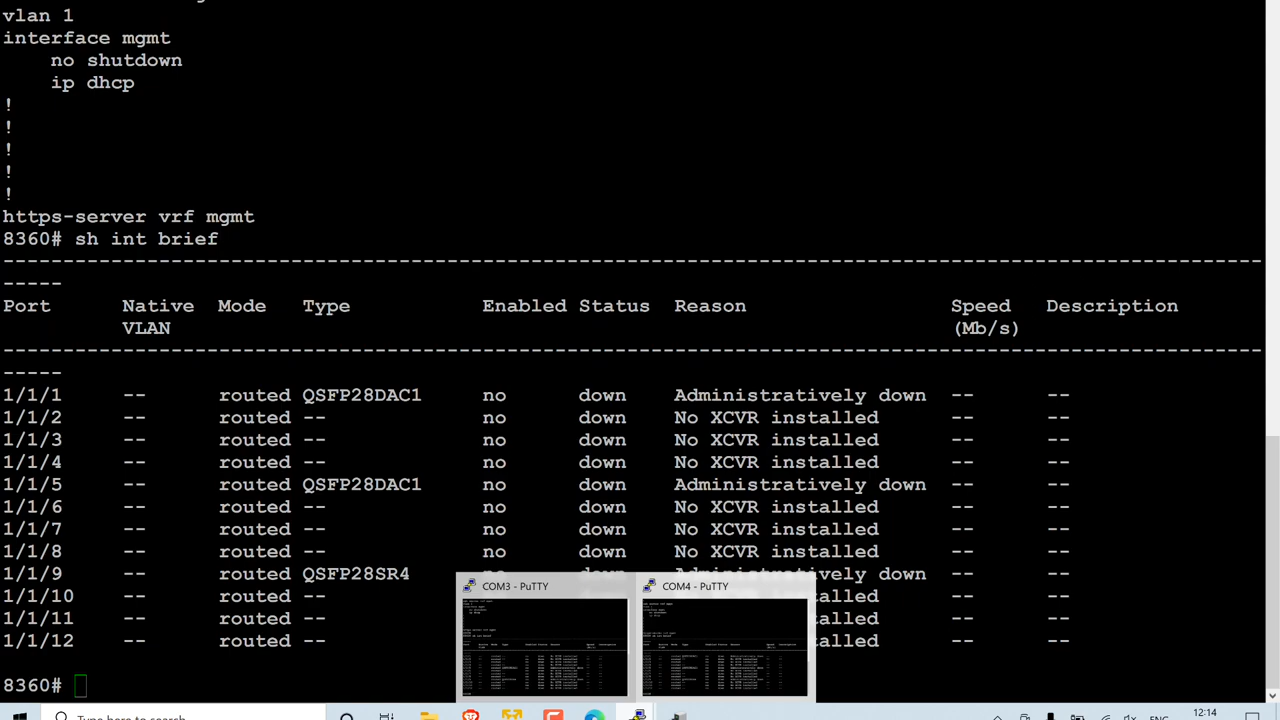 vlan 1
interface mgmt
no shutdown
ip dhcp
!
!
!
!
!
https-server vrf mgmt
8360# sh int brief
--------------------------------------------------------------------------------------------------------
-----
Port Native Mode Type Enabled Status Reason Speed Description
VLAN (Mb/s)
--------------------------------------------------------------------------------------------------------
-----
1/1/1 -- routed QSFP28DAC1 no down Administratively down -- --
1/1/2 -- routed -- no down No XCVR installed -- --
1/1/3 -- routed -- no down No XCVR installed -- --
1/1/4 -- routed -- no down No XCVR installed -- --
1/1/5 -- routed QSFP28DAC1 no down Administratively down -- --
1/1/6 -- routed -- no down No XCVR installed -- --
1/1/7 -- routed -- no down No XCVR installed -- --
1/1/8 -- routed -- no down No XCVR installed -- --
1/1/9 -- routed QSFP28SR4 down -- --
COM3 - PuTTY COM4 - PuTTY
1/1/10 -- routed -- -- --
1/1/11 -- routed -- -- --
1/1/12 -- routed -- -- --
Type here to search ENG 12:14